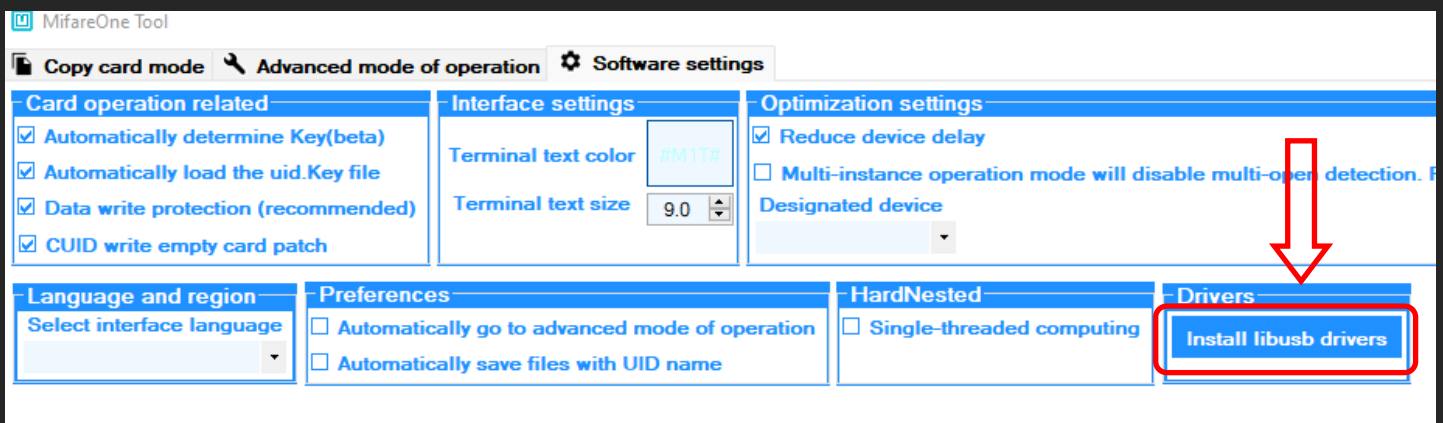 MifareOne Tool
Copy card mode
Advanced mode of operation
Software settings
Card operation related
Automatically determine Key(beta)
Automatically load the uid.Key file
Data write protection (recommended)
CUID write empty card patch
Interface settings
Terminal text color
#M1T#
Terminal text size
9.0
Optimization settings
Reduce device delay
Multi-instance operation mode will disable multi-open detection.
Designated device
Language and region
Select interface language
Preferences
Automatically go to advanced mode of operation
Automatically save files with UID name
HardNested
Single-threaded computing
Drivers
Install libusb drivers